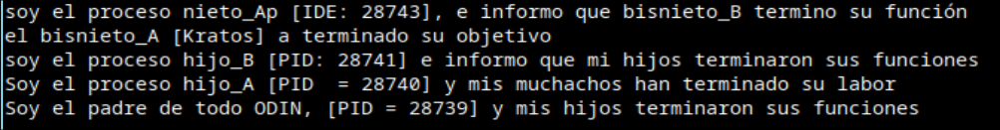 soy el proceso nieto_Ap [IDE: 28743], e informo que bisnieto_B termino su función
el bisnieto_A [Kratos] a terminado su objetivo
soy el proceso hijo_B [PID: 28741] e informo que mi hijos terminaron sus funciones
Soy el proceso hijo_A [PID  = 28740] y mis muchachos han terminado su labor
Soy el padre de todo ODIN, [PID = 28739] y mis hijos terminaron sus funciones